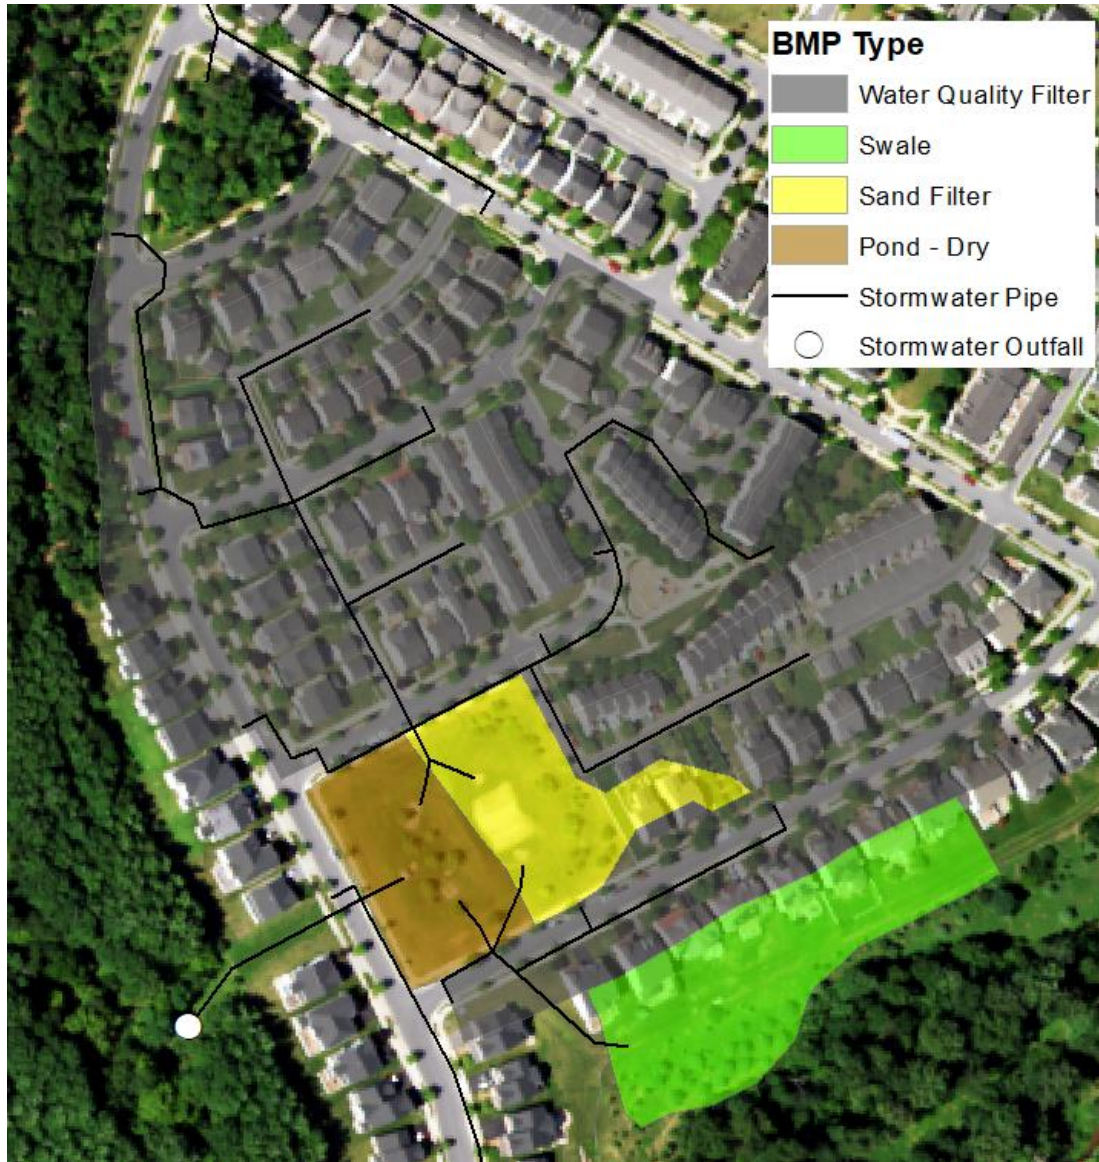 BMP Type
Water Quality Filter
Swale
Sand Filter
Pond - Dry
Stormwater Pipe
Stormwater Outfall